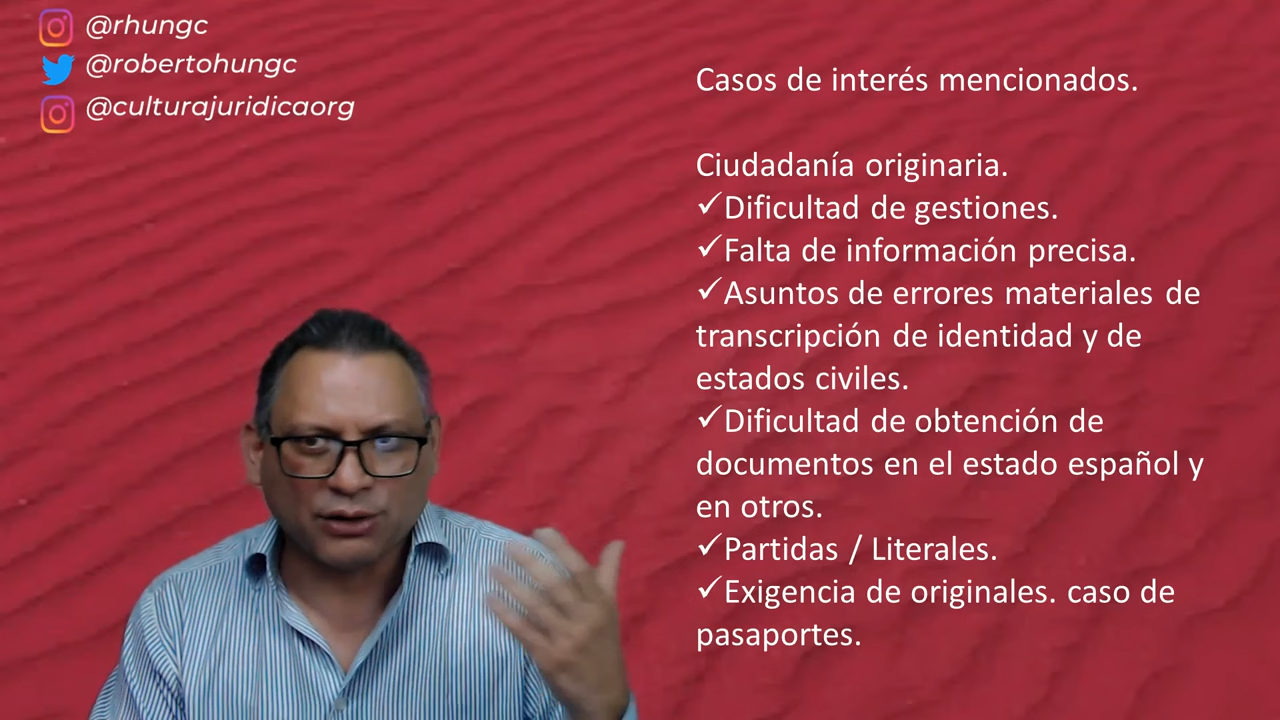 @rhungc
@robertohungc
@culturajuridicaorg
Casos de interés mencionados.
Ciudadanía originaria.
✓Dificultad de gestiones.
✓Falta de información precisa.
✓Asuntos de errores materiales de
transcripción de identidad y de
estados civiles.
✓Dificultad de obtención de
documentos en el estado español y
en otros.
✓Partidas / Literales.
✓Exigencia de originales. caso de
pasaportes.